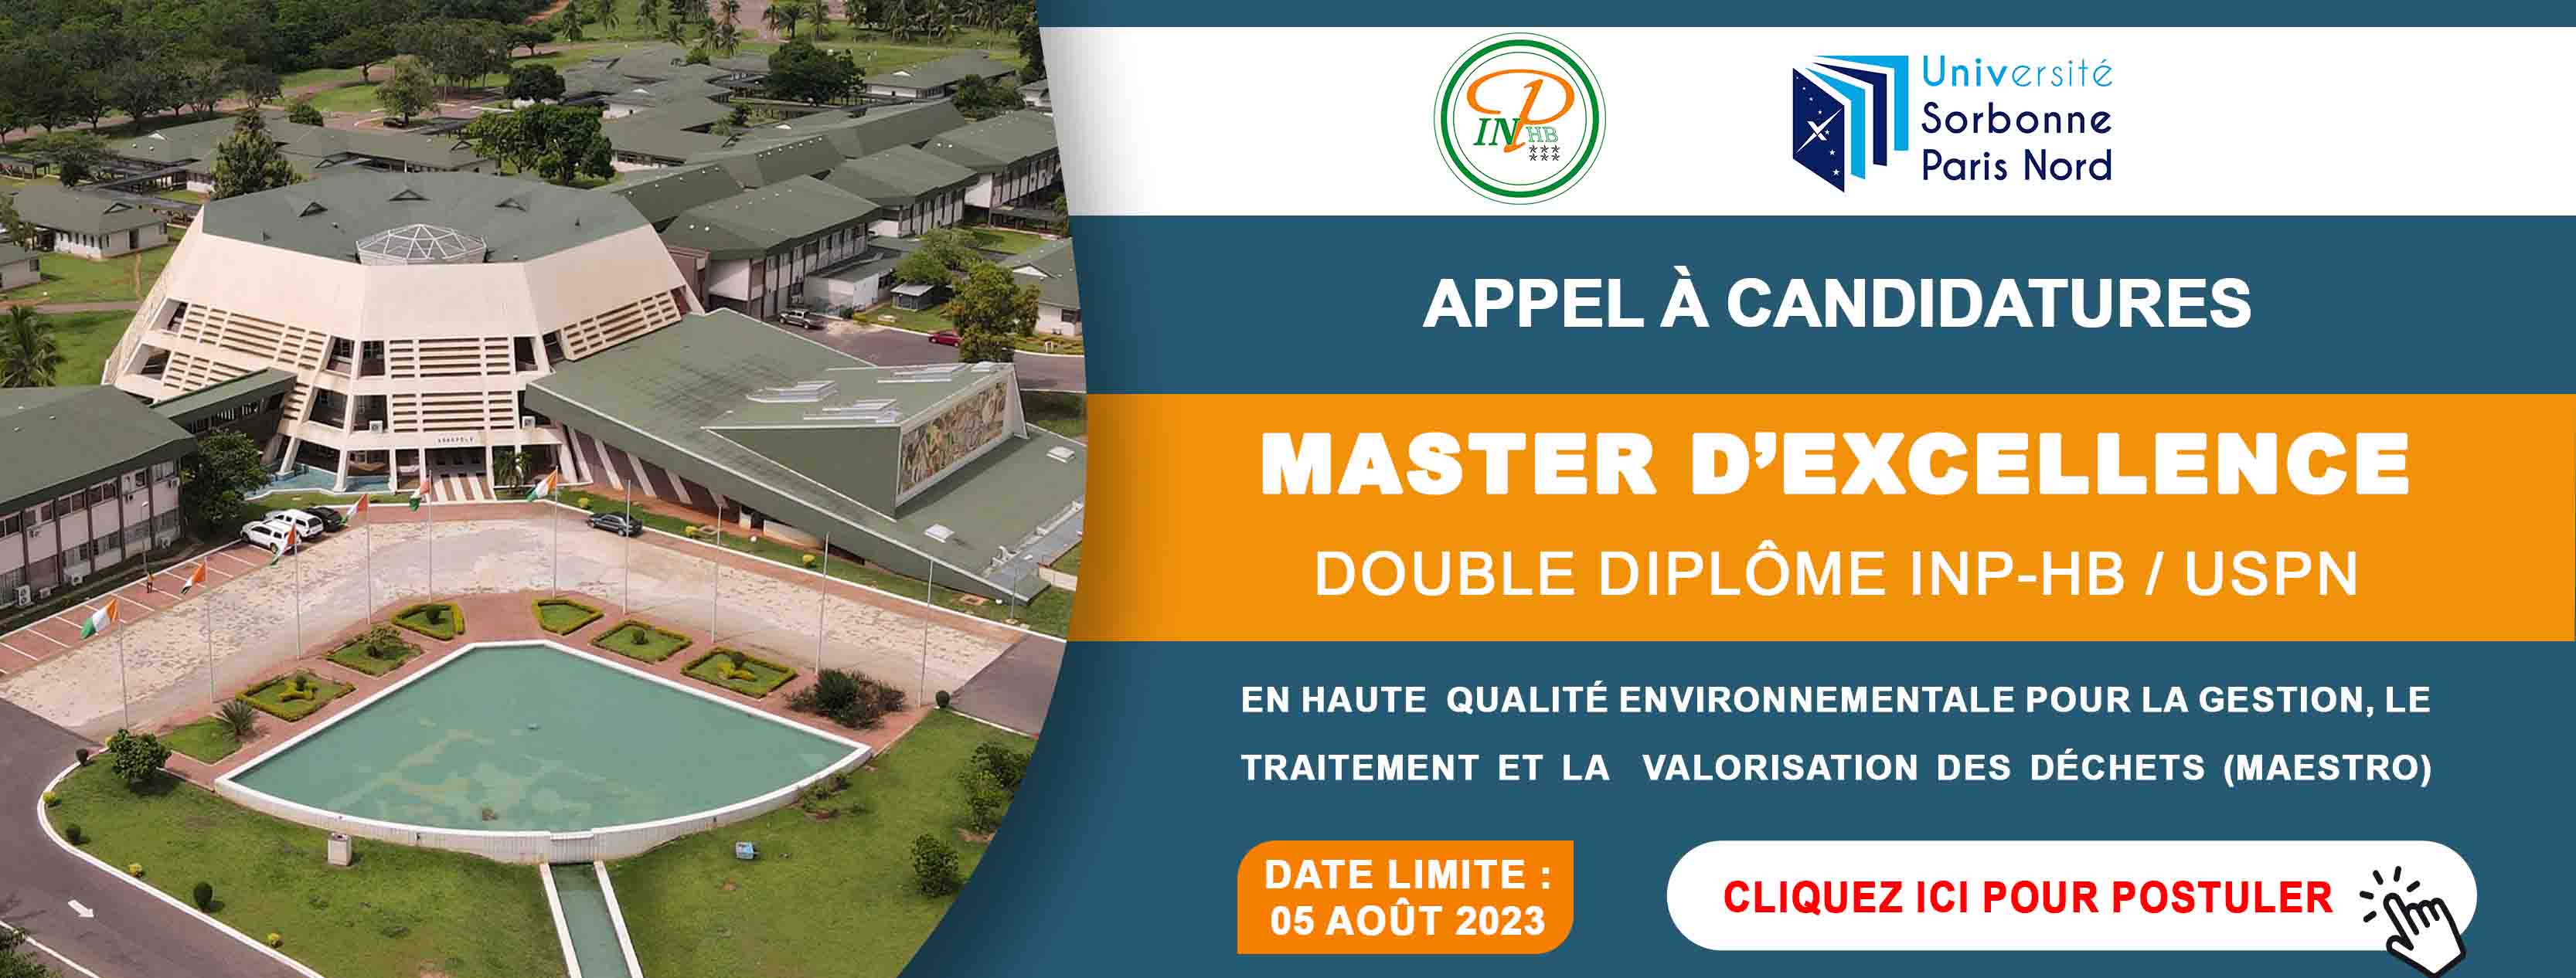 INP
HB
Université
Sorbonne
Paris Nord
APPEL À CANDIDATURES
MASTER D'EXCELLENCE
DOUBLE DIPLÔME INP-HB / USPN
EN HAUTE QUALITÉ ENVIRONNEMENTALE POUR LA GESTION, LE
TRAITEMENT ET LA VALORISATION DES DÉCHETS (MAESTRO)
DATE LIMITE :
05 AOÛT 2023
CLIQUEZ ICI POUR POSTULER